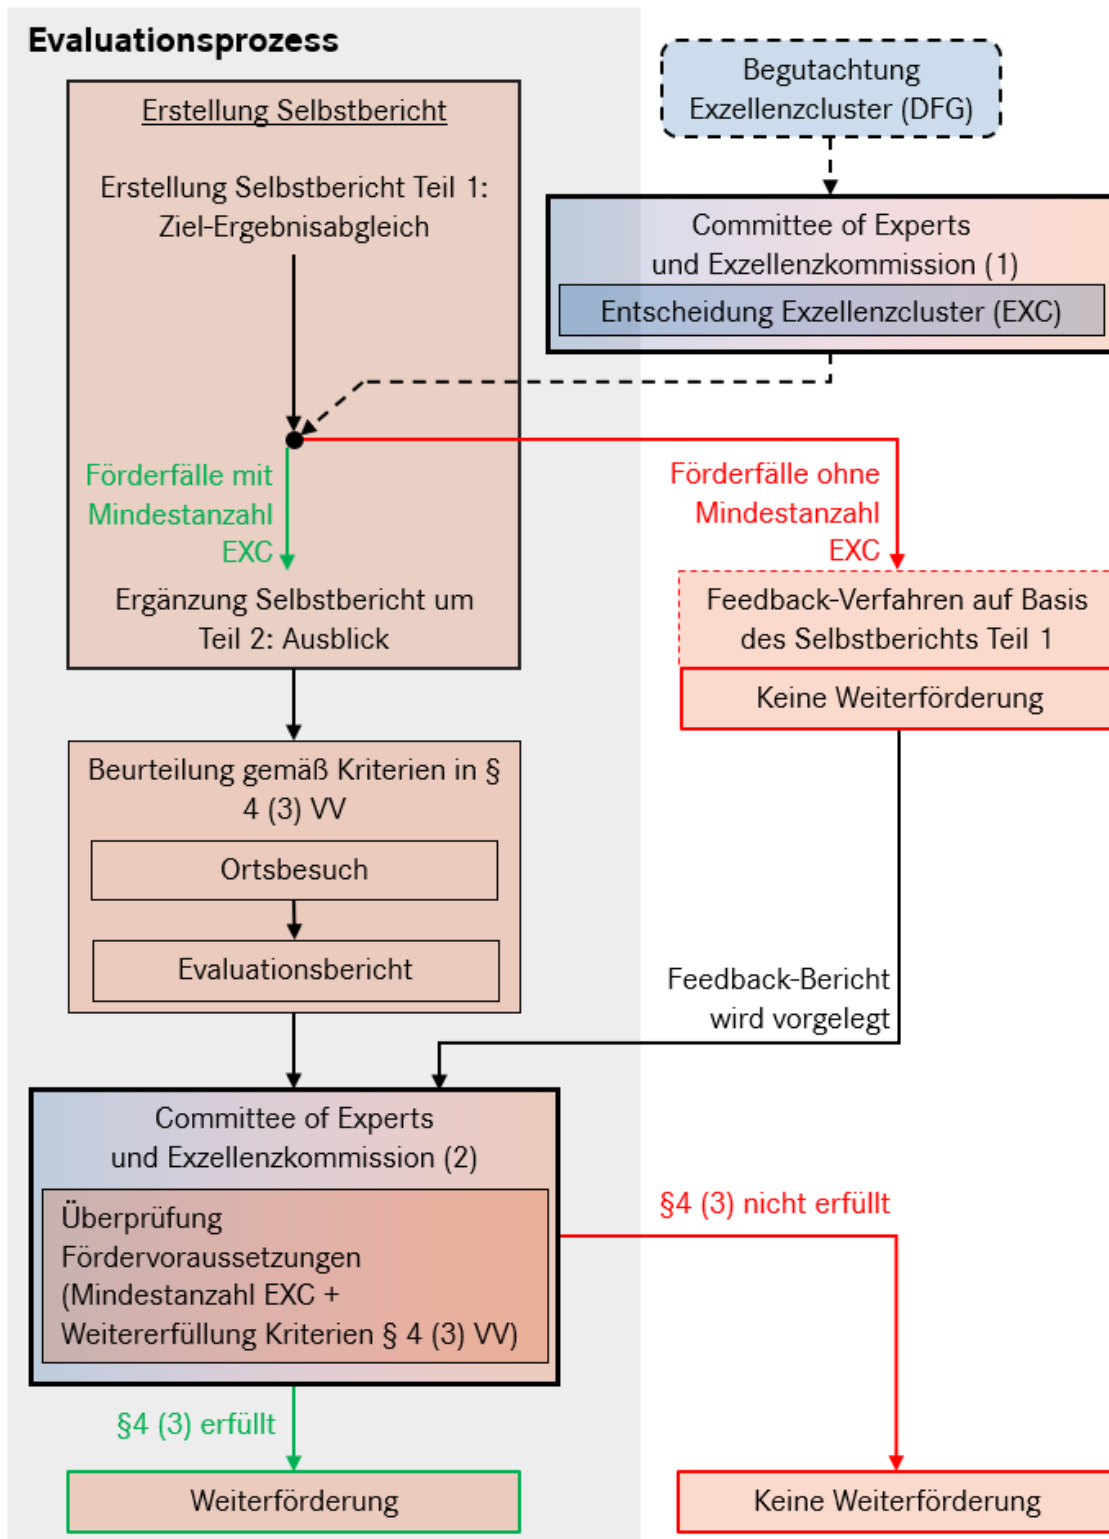 Evaluationsprozess
Erstellung Selbstbericht
Erstellung Selbstbericht Teil 1:
Ziel-Ergebnisabgleich
Begutachtung
Exzellenzcluster (DFG)
Committee of Experts
und Exzellenzkommission (1)
Entscheidung Exzellenzcluster (EXC)
Förderfälle mit
Mindestanzahl
EXC
Förderfälle ohne
Mindestanzahl
EXC
Ergänzung Selbstbericht um
Teil 2: Ausblick
Feedback-Verfahren auf Basis
des Selbstberichts Teil 1
Keine Weiterförderung
Beurteilung gemäß Kriterien in §
4 (3) VV
Ortsbesuch
Evaluationsbericht
Feedback-Bericht
wird vorgelegt
Committee of Experts
und Exzellenzkommission (2)
Überprüfung
Fördervoraussetzungen
(Mindestanzahl EXC +
Weitererfüllung Kriterien § 4 (3) VV)
§4 (3) nicht erfüllt
§4 (3) erfüllt
Weiterförderung
Keine Weiterförderung